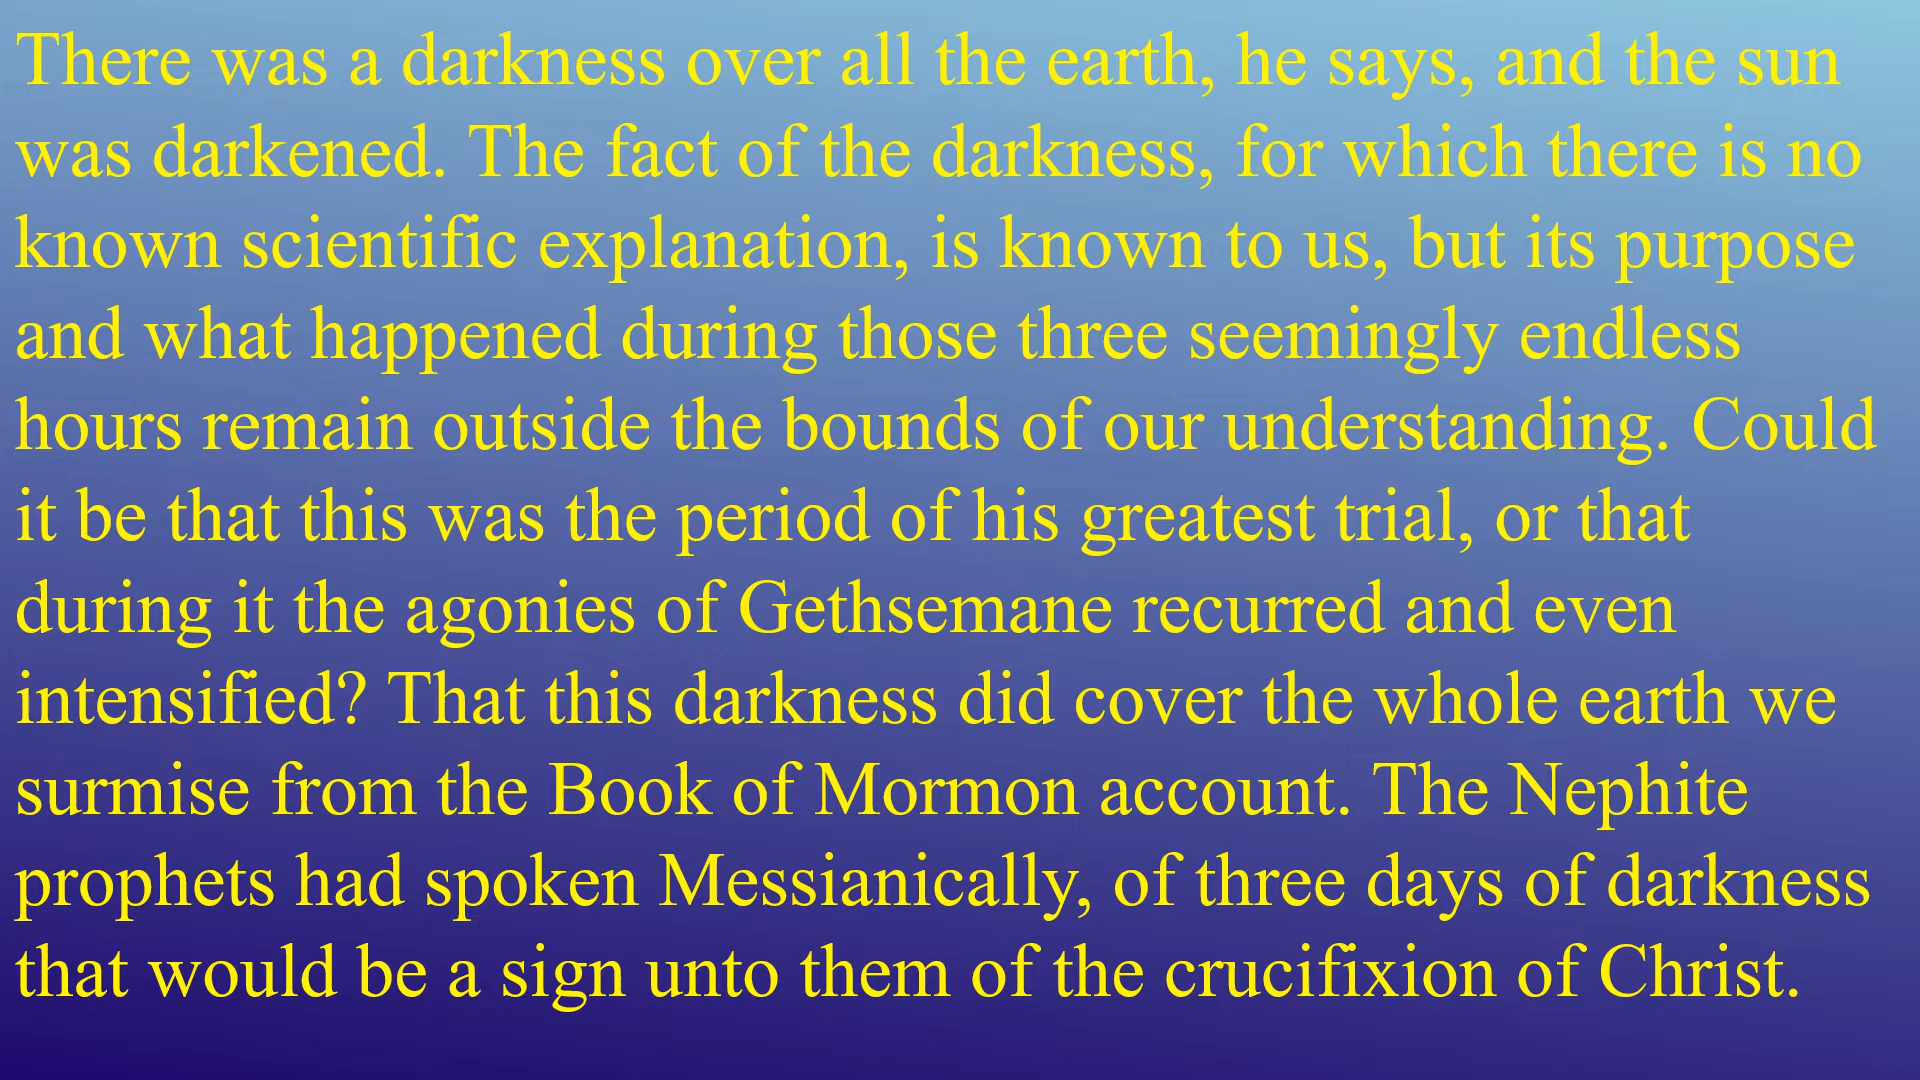 There was a darkness over all the earth, he says, and the sun
was darkened. The fact of the darkness, for which there is no
known scientific explanation, is known to us, but its purpose
and what happened during those three seemingly endless
hours remain outside the bounds of our understanding. Could
it be that this was the period of his greatest trial, or that
during it the agonies of Gethsemane recurred and even
intensified? That this darkness did cover the whole earth we
surmise from the Book of Mormon account. The Nephite
prophets had spoken Messianically, of three days of darkness
that would be a sign unto them of the crucifixion of Christ.